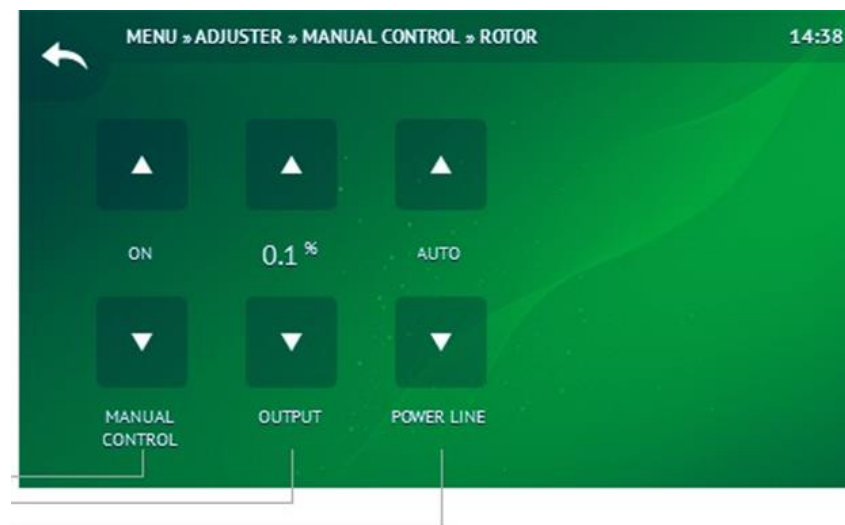 MENU » ADJUSTER » MANUAL CONTROL » ROTOR
14:38
ON
0.1 %
AUTO
MANUAL
CONTROL
OUTPUT
POWER LINE